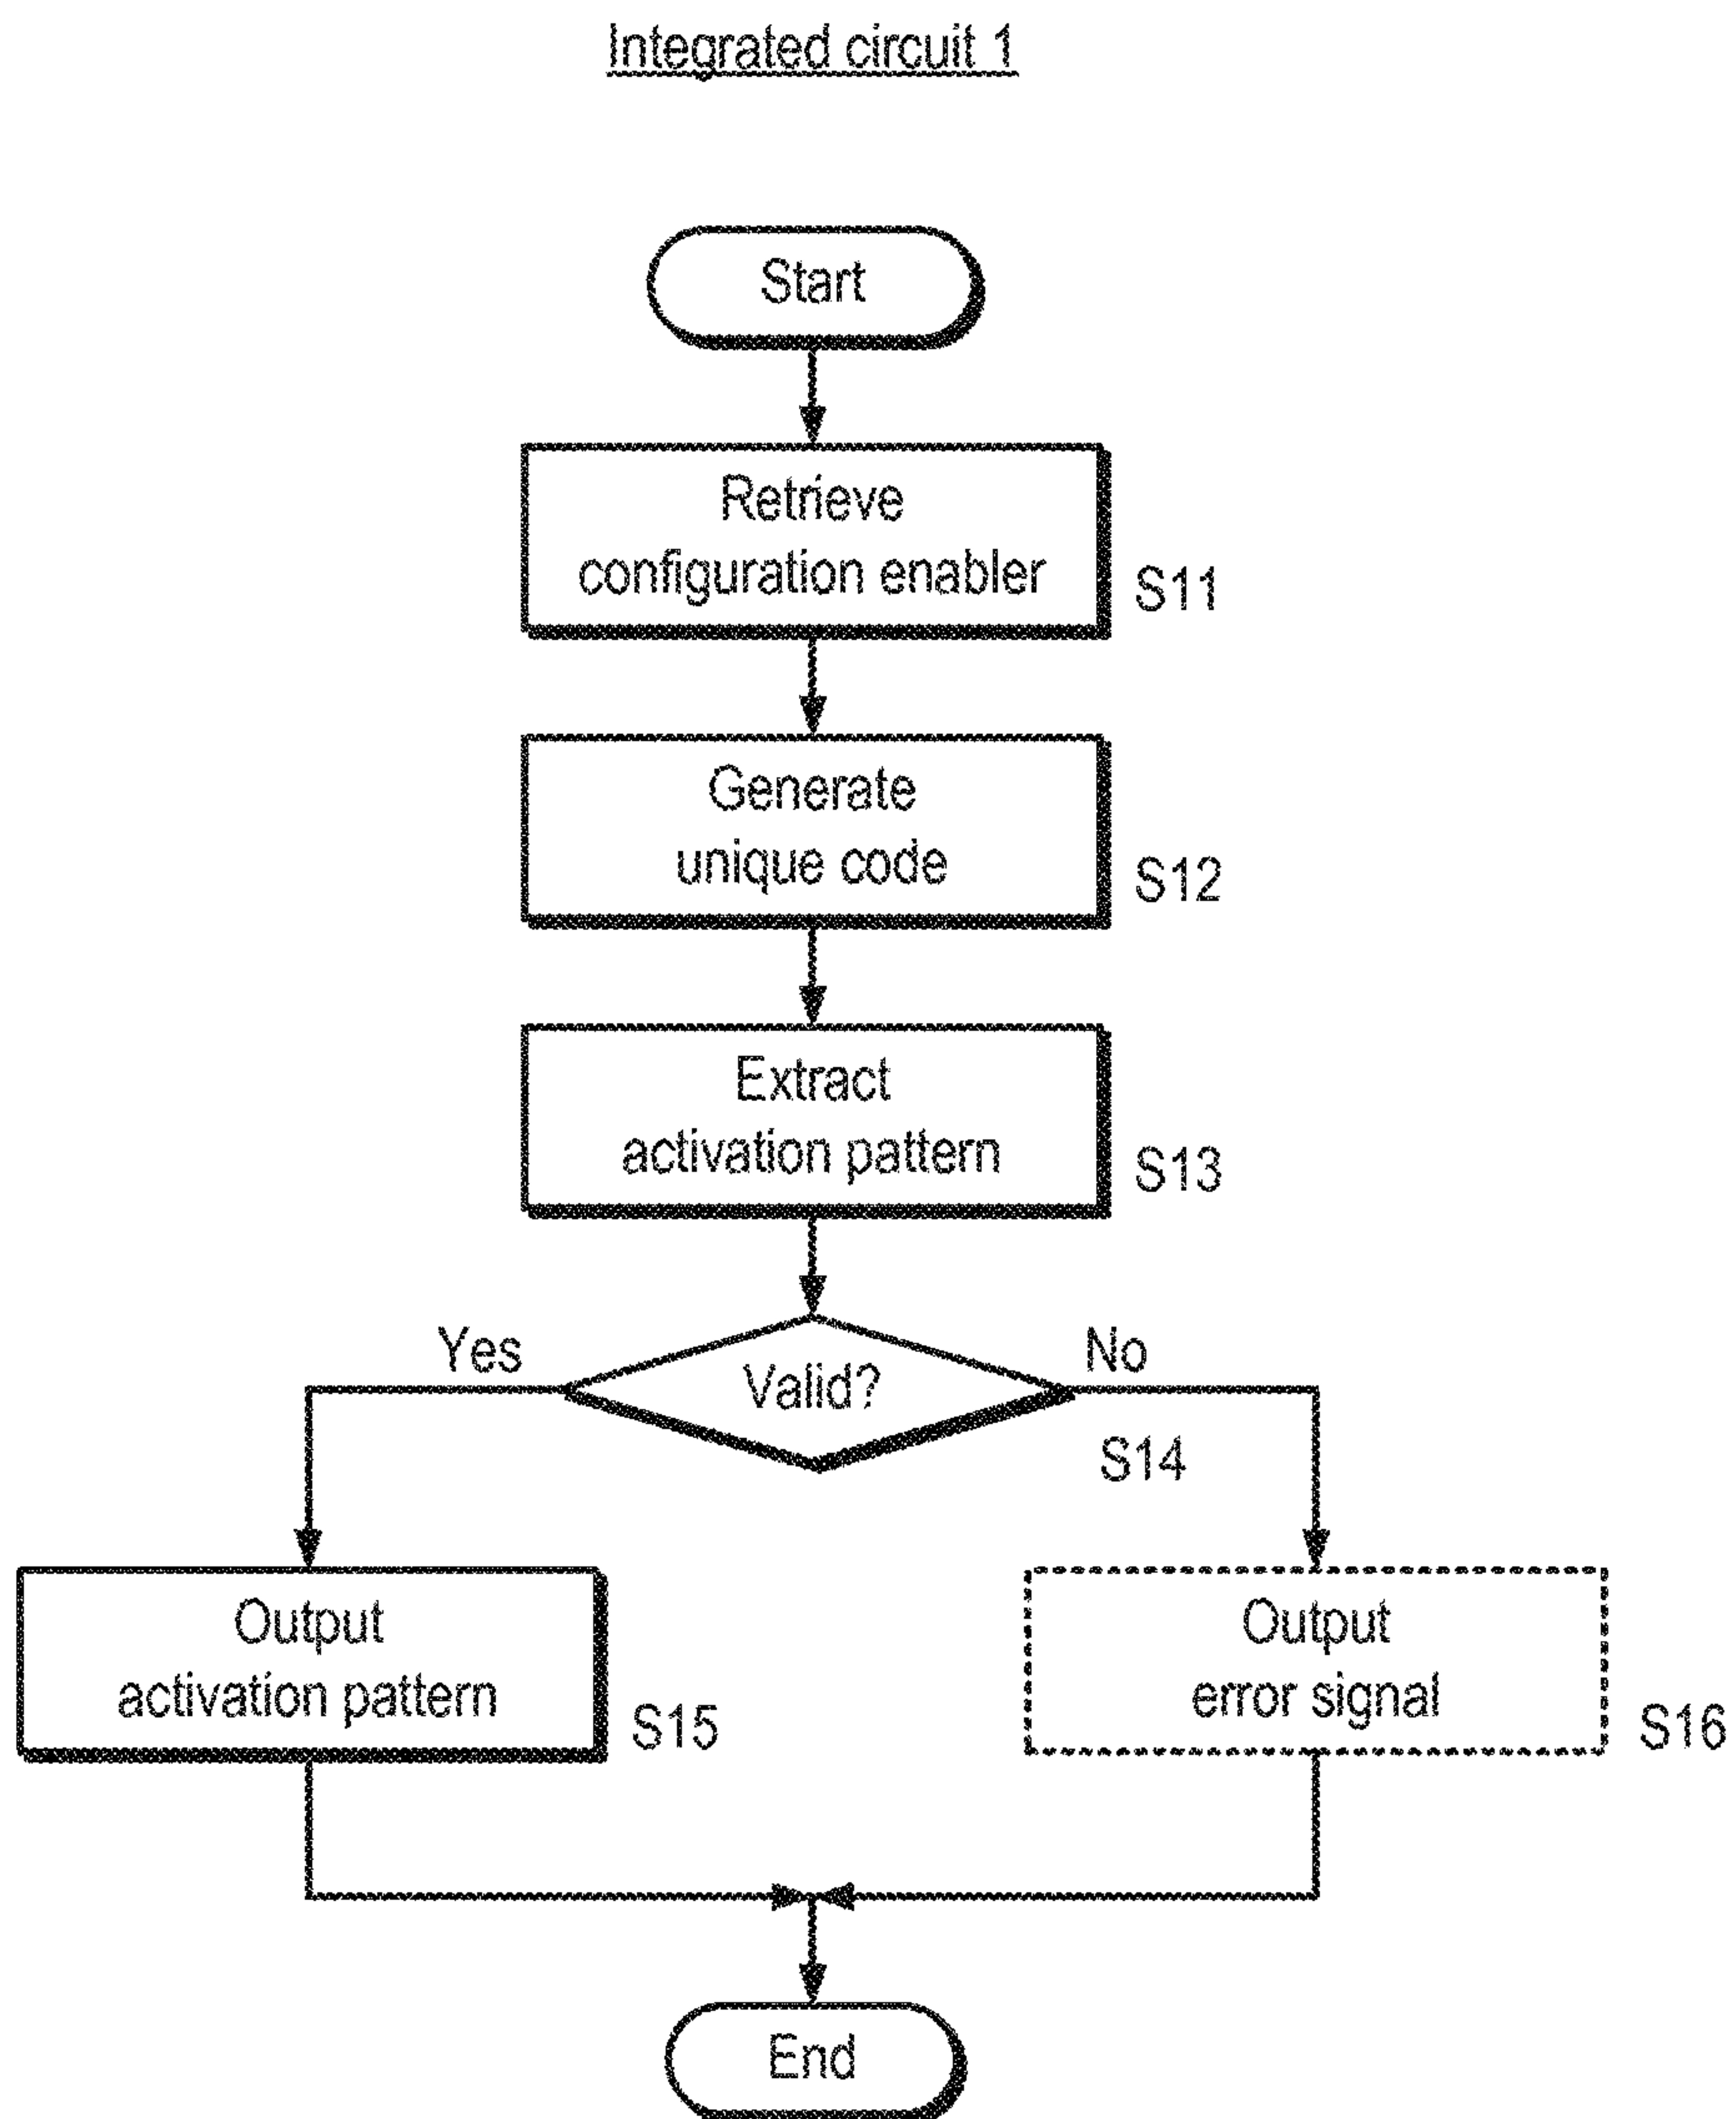 Integrated circuit 1
Start
Retrieve
configuration enabler
S11
Generate
unique code
S12
Extract
activation pattern
S13
Yes
Valid?
No
S14
Output
activation pattern
S15
Output
error signal
S16
End